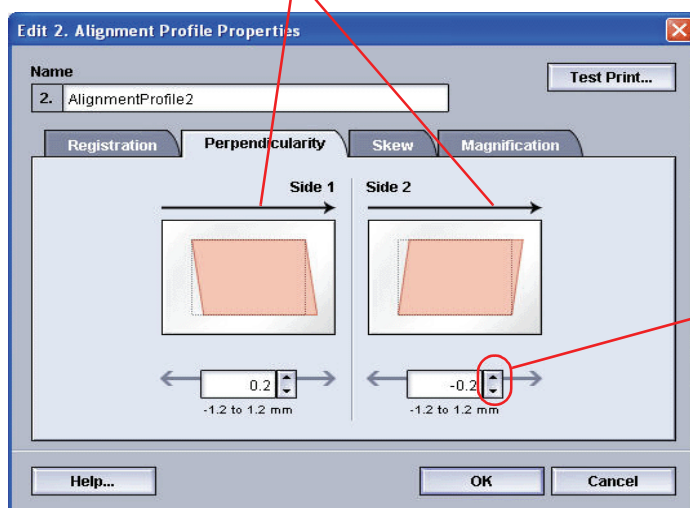 Edit 2. Alignment Profile Properties
Name
Test Print...
2. AlignmentProfile2
Registration Perpendicularity Skew Magnification
Side 1 Side 2
0.2 -0.2
-1.2 to 1.2 mm -1.2 to 1.2 mm
Help... OK Cancel